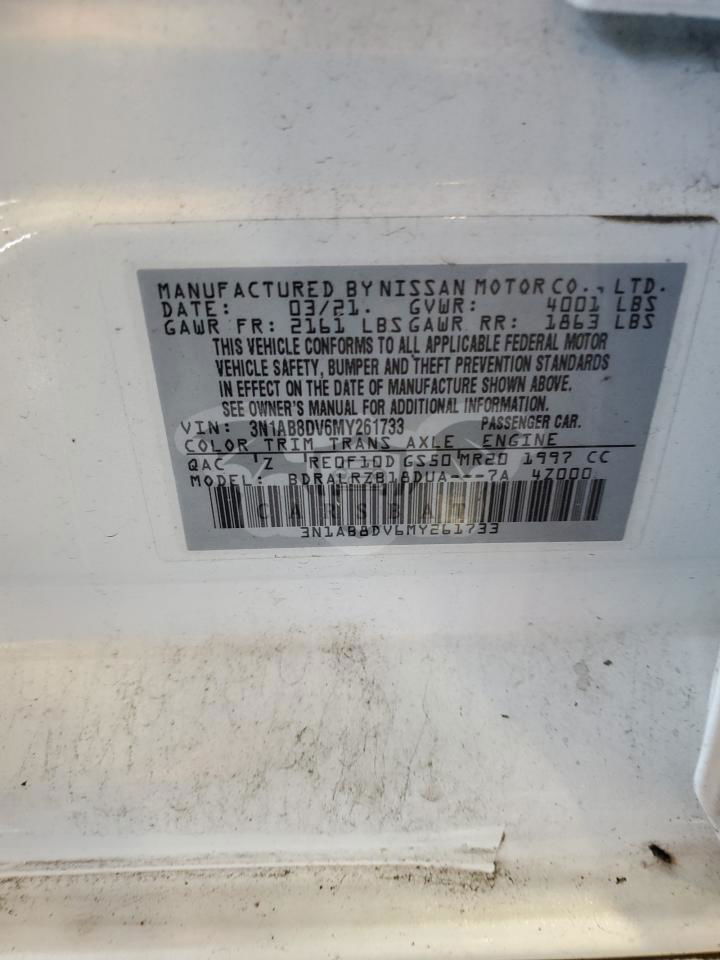 MANUFACTURED BY NISSAN MOTOR CO., LTD.
DATE: 03/21. GVWR: 4001 LBS
GAWR FR: 2161 LBS GAWR RR: 1863 LBS
THIS VEHICLE CONFORMS TO ALL APPLICABLE FEDERAL MOTOR
VEHICLE SAFETY, BUMPER AND THEFT PREVENTION STANDARDS
IN EFFECT ON THE DATE OF MANUFACTURE SHOWN ABOVE.
SEE OWNER'S MANUAL FOR ADDITIONAL INFORMATION.
VIN: 3N1AB8DV6MY261733 PASSENGER CAR.
COLOR TRIM TRANS AXLE ENGINE
QAC 'Z 'RE0F10D GS50 'MR20 1997 CC
MODEL: BDRALRZB18DUA---7A 4Z000
CARSBAT
3N1AB8DV6MY261733